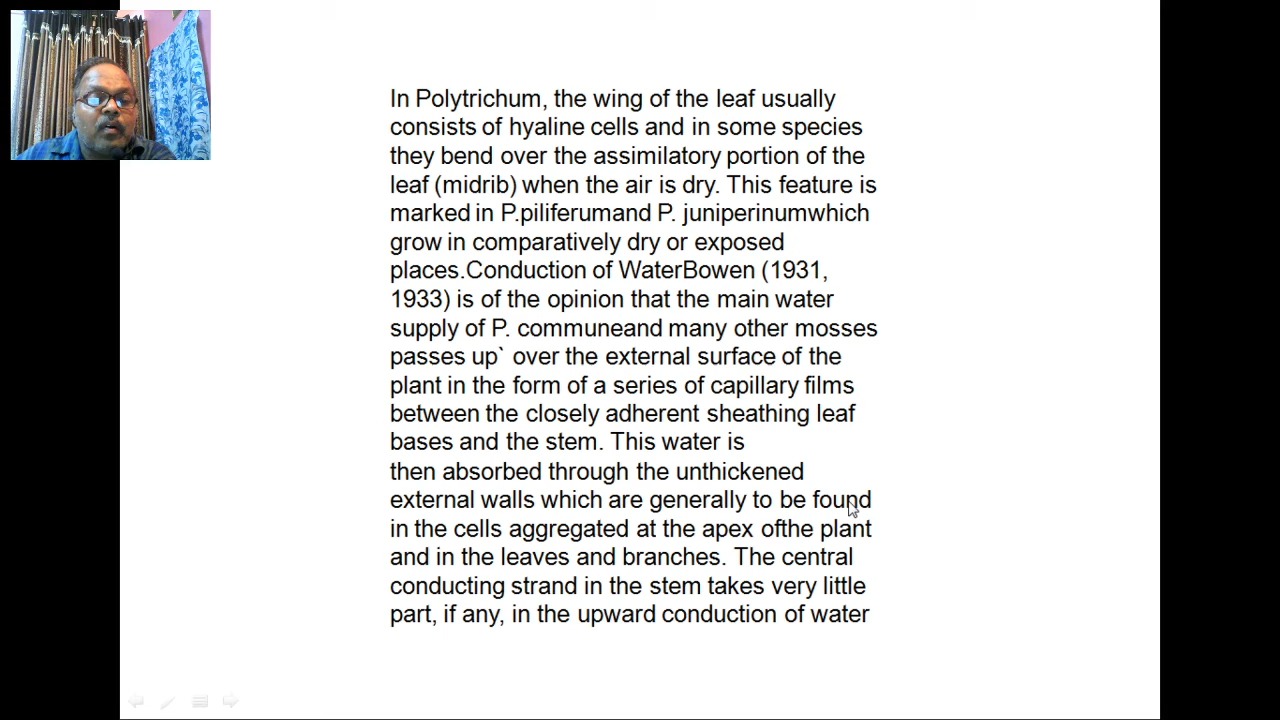 In Polytrichum, the wing of the leaf usually
consists of hyaline cells and in some species
they bend over the assimilatory portion of the
leaf (midrib) when the air is dry. This feature is
marked in P.piliferumand P. juniperinumwhich
grow in comparatively dry or exposed
places.Conduction of WaterBowen (1931,
1933) is of the opinion that the main water
supply of P. communeand many other mosses
passes up` over the external surface of the
plant in the form of a series of capillary films
between the closely adherent sheathing leaf
bases and the stem. This water is
then absorbed through the unthickened
external walls which are generally to be found
in the cells aggregated at the apex ofthe plant
and in the leaves and branches. The central
conducting strand in the stem takes very little
part, if any, in the upward conduction of water